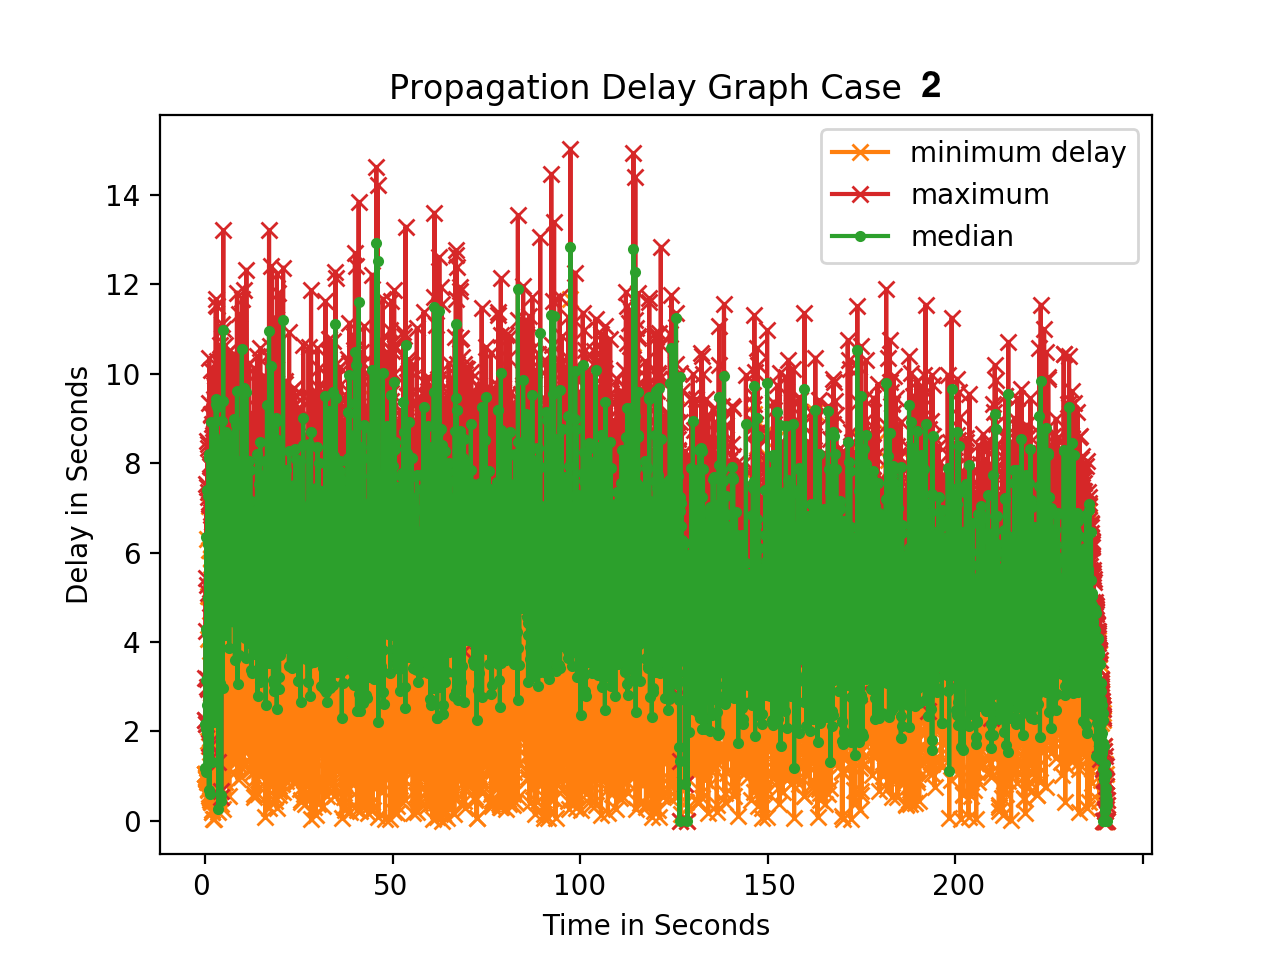 Propagation Delay Graph Case 2
minimum delay
maximum
median
Delay in Seconds
14
12
10
8
6
4
2
0
0 50 100 150 200
Time in Seconds